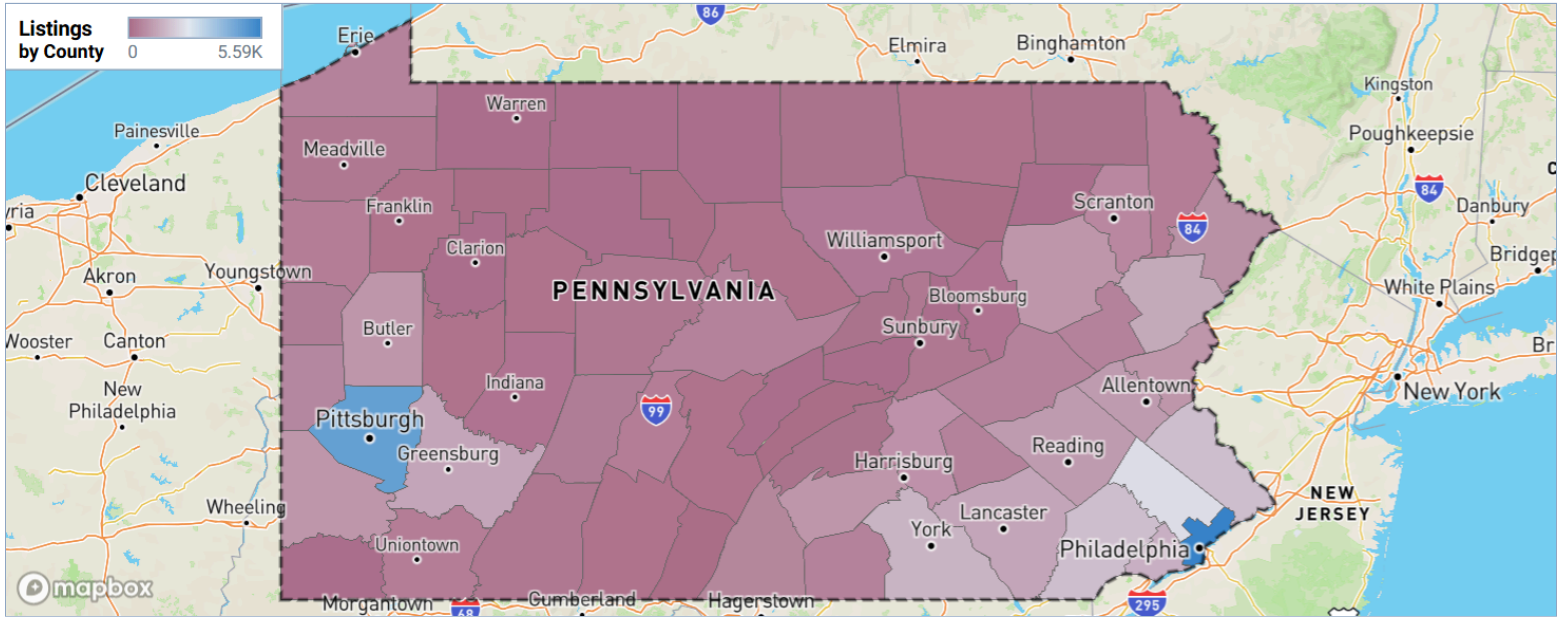 Listings
by County
0
5.59K
86
Erie
Elmira
Binghamton
Kingston
Warren
Painesville
Poughkeepsie
Meadville
Cleveland
84
Danbury
yria
Franklin
Scranton
84
Clarion
Williamsport
Akron
Youngstown
Bridgep
PENNSYLVANIA
Bloomsburg
White Plains
Butler
Sunbury
Wooster
Canton
Br
Indiana
Allentown
New
Philadelphia
New York
99
Pittsburgh
Greensburg
Reading
Harrisburg
NEW
JERSEY
Wheeling
Lancaster
York
Uniontown
Philadelphia
mapbox
Morgantown
68
Cumberland
Hagerstown
295